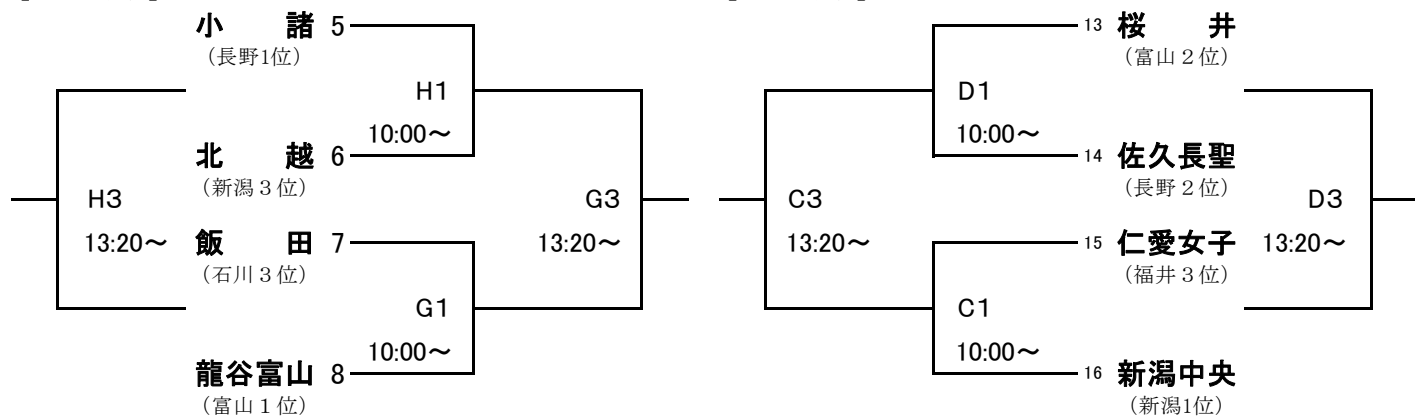 小　諸 5
（長野1位）
H1
10:00～
北　越 6
（新潟３位）
H3
13:20～
G3
13:20～
飯　田 7
（石川３位）
G1
10:00～
龍谷富山 8
（富山１位）
13 桜　井
（富山２位）
D1
10:00～
14 佐久長聖
（長野２位）
C3
13:20～
D3
13:20～
15 仁愛女子
（福井３位）
C1
10:00～
16 新潟中央
（新潟1位）